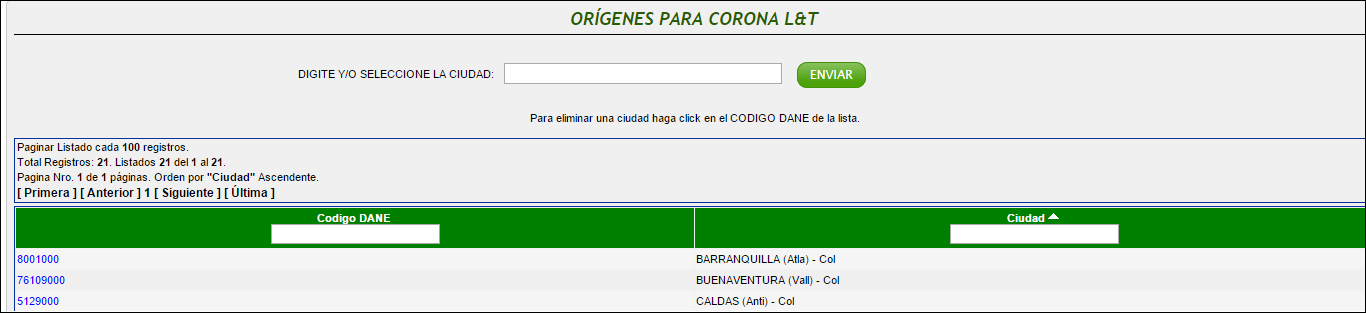 ORÍGENES PARA CORONA L&T
DIGITE Y/O SELECCIONE LA CIUDAD: ENVIAR
Para eliminar una ciudad haga click en el CODIGO DANE de la lista.
Paginar Listado cada 100 registros.
Total Registros: 21. Listados 21 del 1 al 21.
Pagina Nro. 1 de 1 páginas. Orden por "Ciudad" Ascendente.
[ Primera ] [ Anterior ] 1 [ Siguiente ] [ Última ]
Codigo DANE Ciudad
8001000 BARRANQUILLA (Atla) - Col
76109000 BUENAVENTURA (Vall) - Col
5129000 CALDAS (Anti) - Col